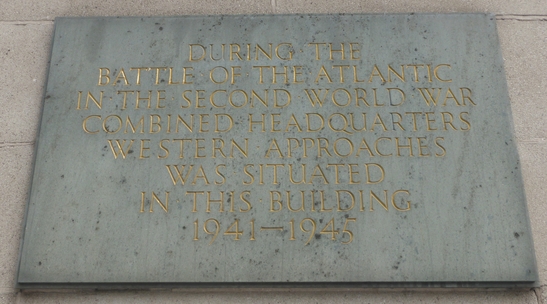 DURING THE
BATTLE OF THE ATLANTIC
IN THE SECOND WORLD WAR
COMBINED HEADQUARTERS
WESTERN APPROACHES
WAS SITUATED
IN THIS BUILDING
1941—1945